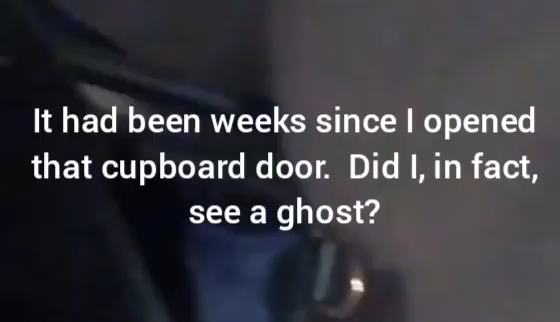 It had been weeks since I opened
that cupboard door.  Did I, in fact,
see a ghost?